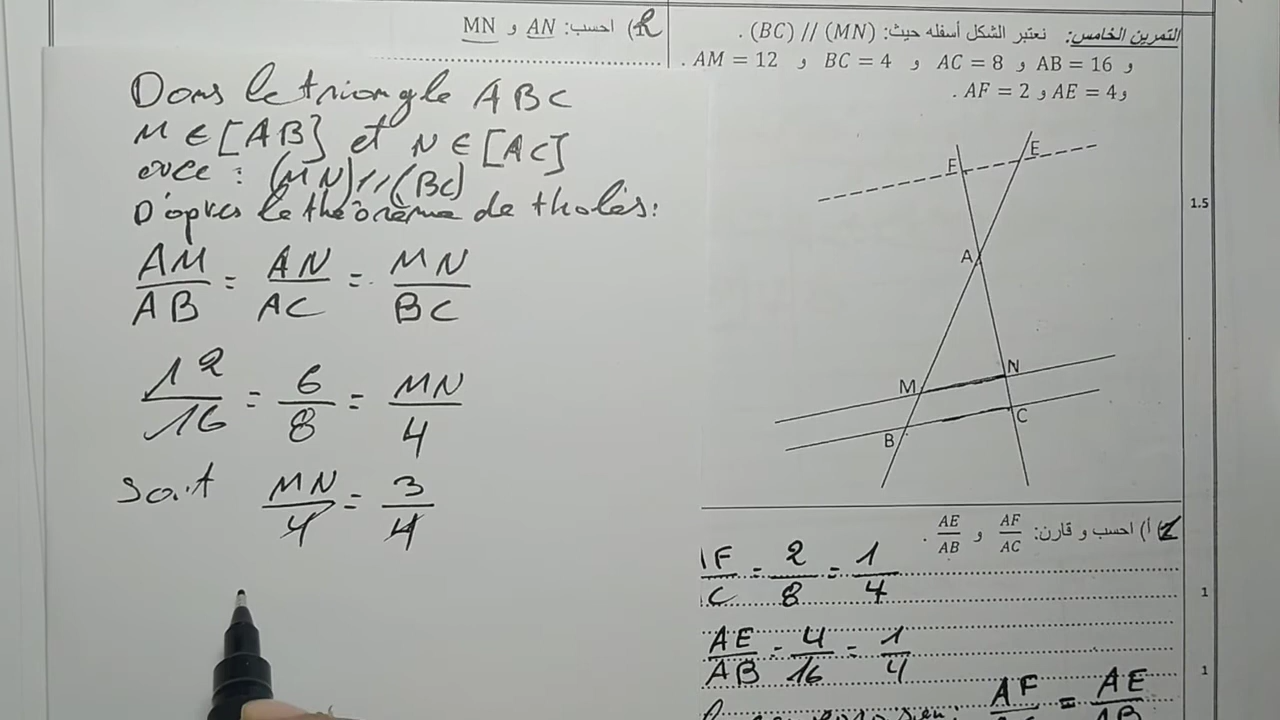 التمرين الخامس: نعتبر الشكل أسفله حيث: (BC) // (MN) .
و AB = 16 و AC = 8 و BC = 4 و AM = 12 .
و AE = 4 و AF = 2 .
احسب: AN و MN
Dans le triangle ABC
M ∈ [AB] et N ∈ [AC]
avec : (MN)//(BC)
D'après le théorème de thalès:
AM/AB = AN/AC = MN/BC
12/16 = 6/8 = MN/4
Soit MN/4 = 3/4
F E
A
M N
B C
1.5
2) أ) احسب و قارن: AF/AC و AE/AB .
F/C = 2/8 = 1/4
1
AE/AB = 4/16 = 1/4
1
AF = AE
AB